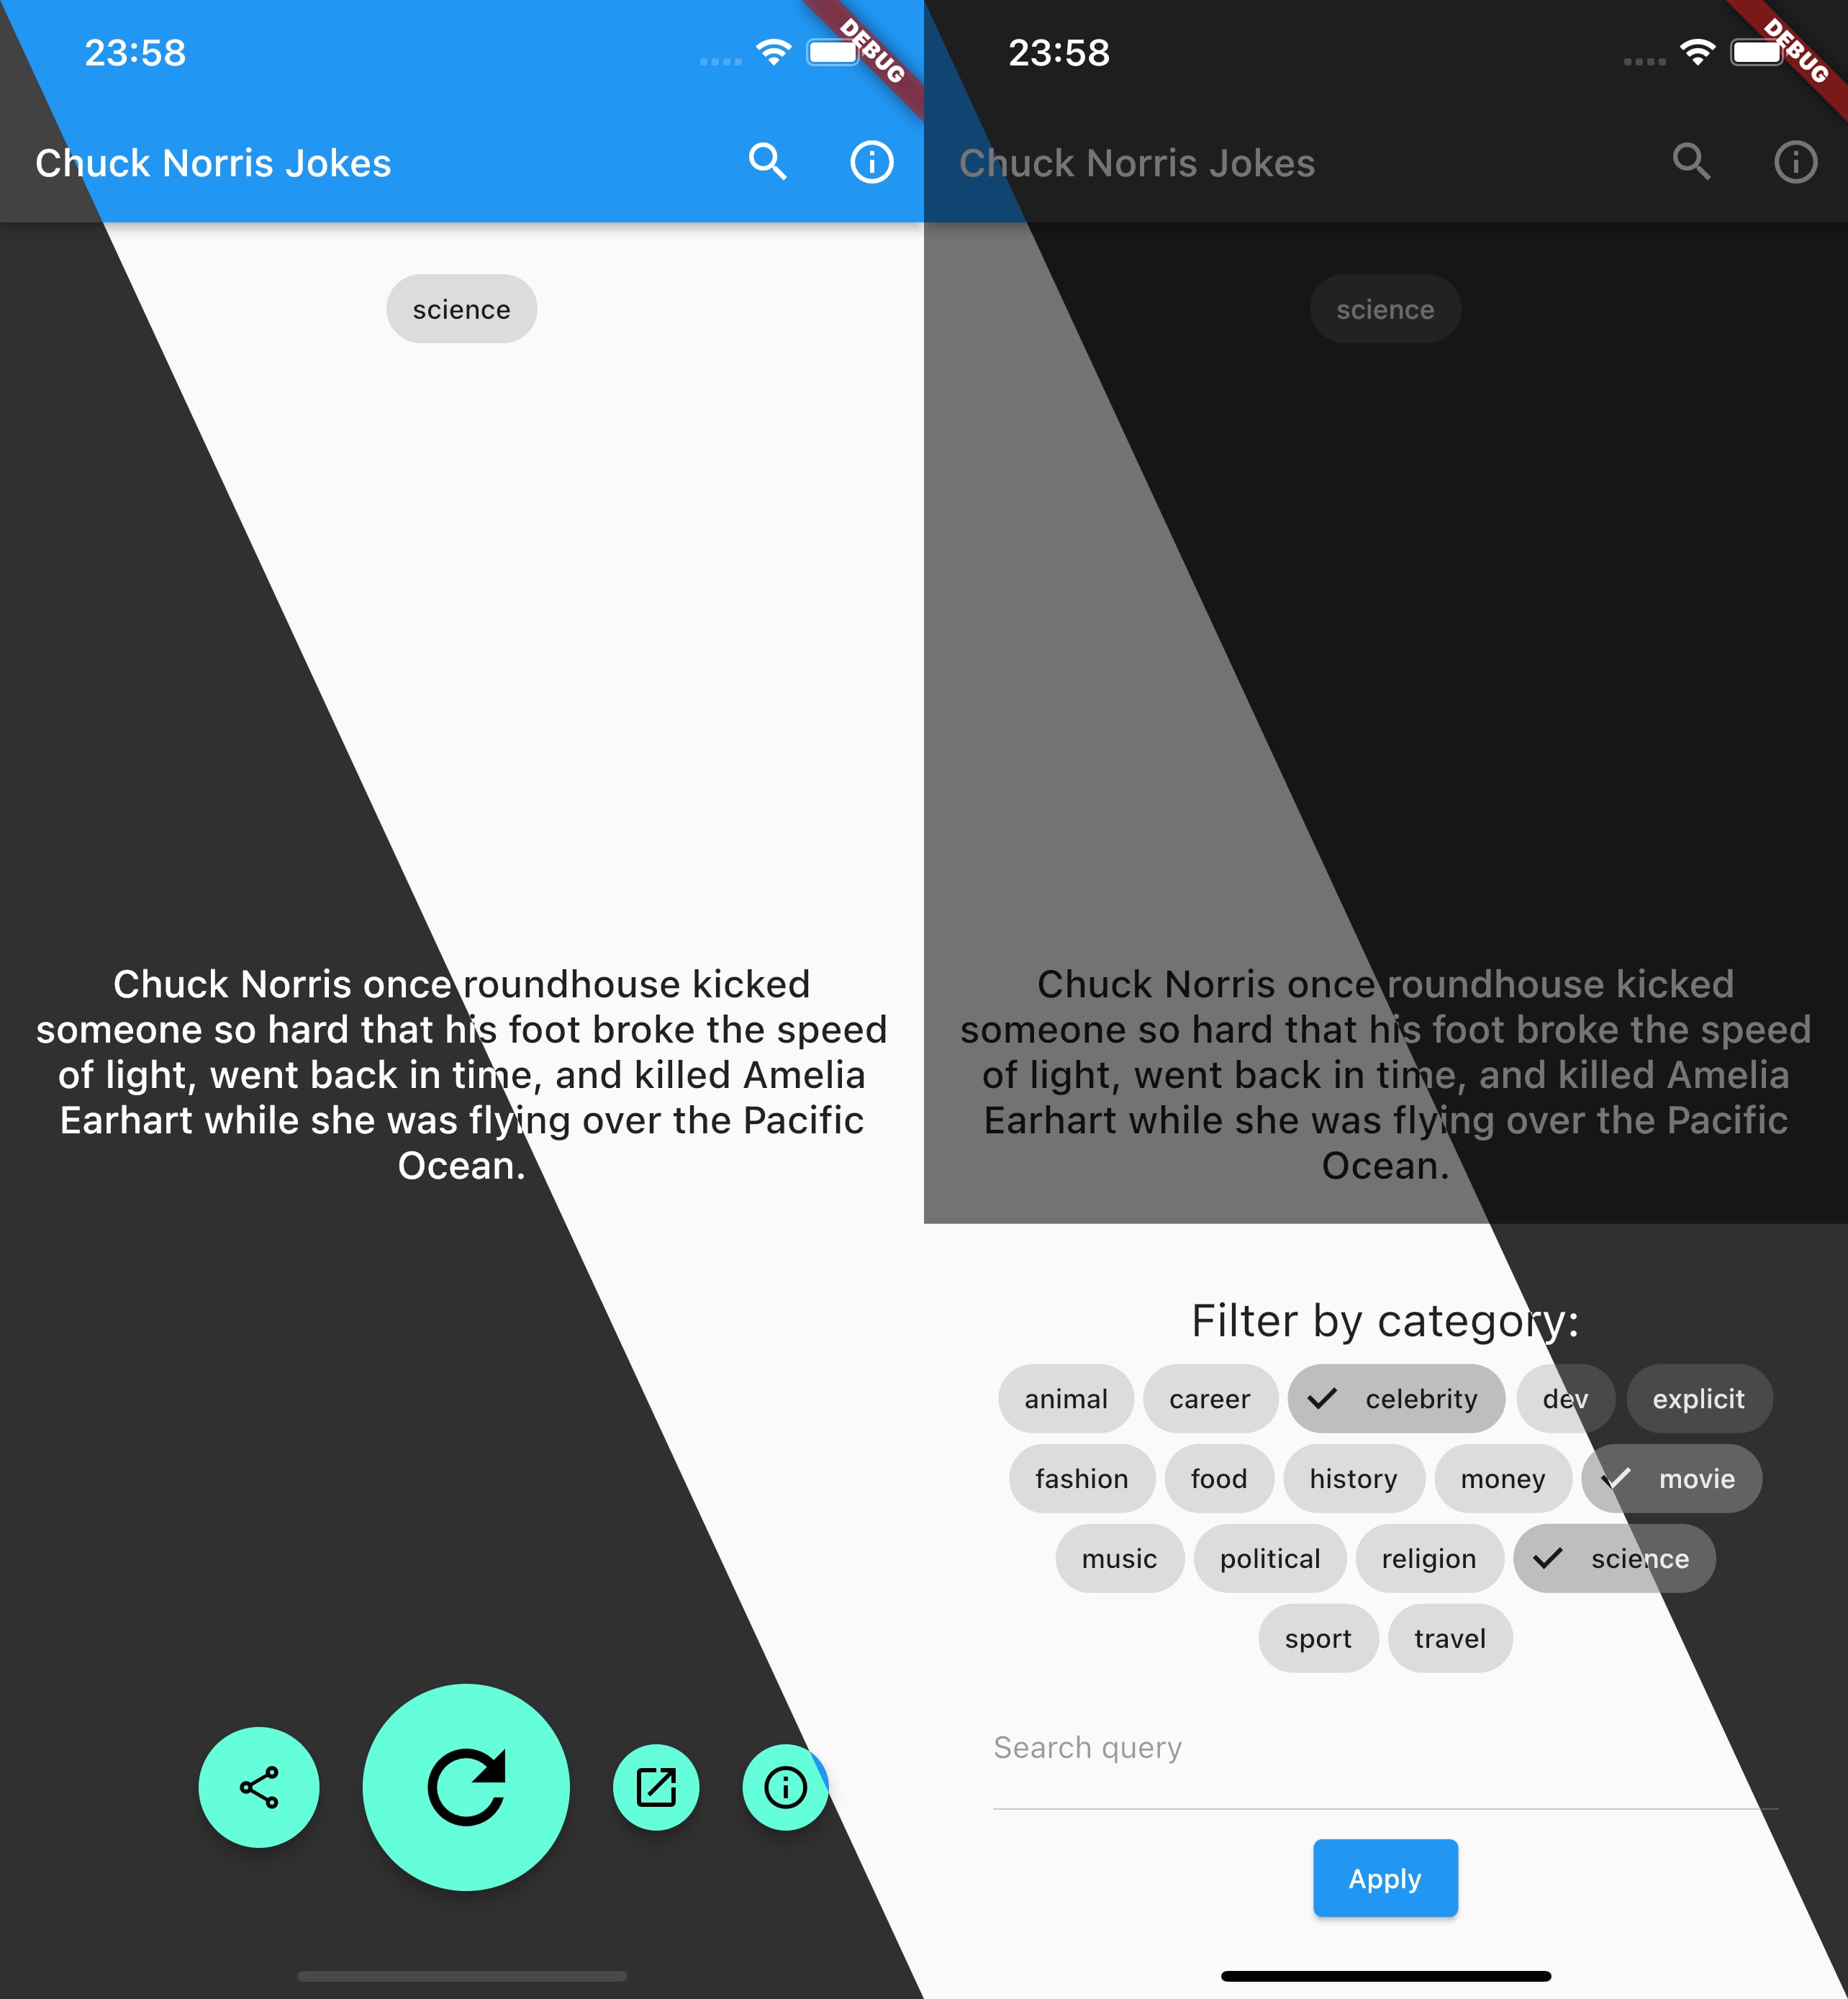 23:58
DEBUG
Chuck Norris Jokes
science
Chuck Norris once roundhouse kicked
someone so hard that his foot broke the speed
of light, went back in time, and killed Amelia
Earhart while she was flying over the Pacific
Ocean.
23:58
DEBUG
Chuck Norris Jokes
science
Chuck Norris once roundhouse kicked
someone so hard that his foot broke the speed
of light, went back in time, and killed Amelia
Earhart while she was flying over the Pacific
Ocean.
Filter by category:
animal career celebrity dev explicit
fashion food history money movie
music political religion science
sport travel
Search query
Apply